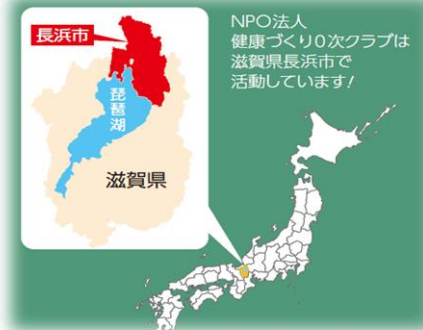 長浜市
琵琶湖
滋賀県
NPO法人
健康づくり０次クラブは
滋賀県長浜市で
活動しています!